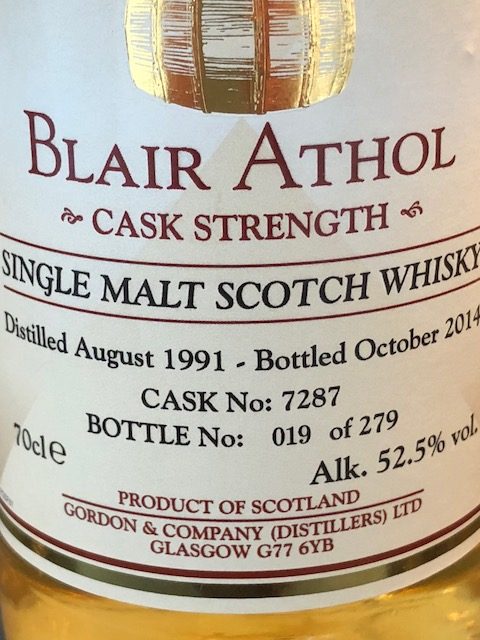 BLAIR ATHOL
CASK STRENGTH
SINGLE MALT SCOTCH WHISKY
Distilled August 1991 - Bottled October 2014
CASK No: 7287
BOTTLE No: 019 of 279
70cl e
Alk. 52.5% vol.
PRODUCT OF SCOTLAND
GORDON & COMPANY (DISTILLERS) LTD
GLASGOW G77 6YB